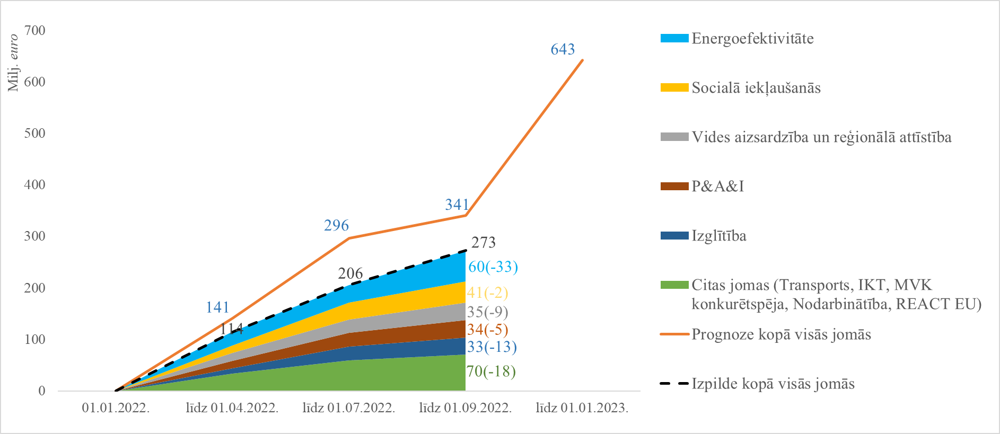 Milj. euro
700
600
500
400
300
200
100
0
643
341
296
141
273
206
114
60(-33)
41(-2)
35(-9)
34(-5)
33(-13)
70(-18)
01.01.2022.
līdz 01.04.2022.
līdz 01.07.2022.
līdz 01.09.2022.
līdz 01.01.2023.
Energoefektivitāte
Sociālā iekļaušanās
Vides aizsardzība un reģionālā attīstība
P&A&I
Izglītība
Citas jomas (Transports, IKT, MVK
konkurētspēja, Nodarbinātība, REACT EU)
Prognoze kopā visās jomās
Izpilde kopā visās jomās